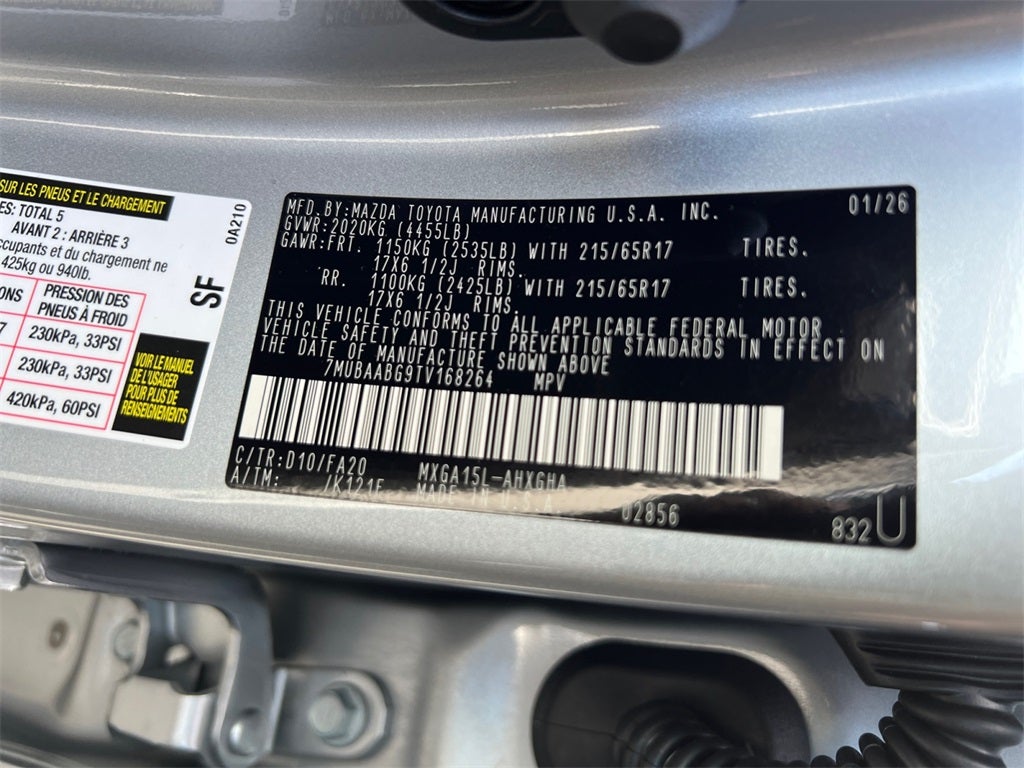 SUR LES PNEUS ET LE CHARGEMENT
ES: TOTAL 5
AVANT 2 : ARRIÈRE 3
ccupants et du chargement ne
425kg ou 940lb.
ONS
PRESSION DES
PNEUS À FROID
7
230kPa, 33PSI
230kPa, 33PSI
420kPa, 60PSI
0A210
SF
VOIR LE MANUEL
DE L'USAGER
POUR PLUS DE
RENSEIGNEMENTS
MFD.BY:MAZDA TOYOTA MANUFACTURING U.S.A. INC. 01/26
GVWR:2020KG (4455LB)
GAWR:FRT. 1150KG (2535LB) WITH 215/65R17 TIRES.
17X6 1/2J RIMS.
RR. 1100KG (2425LB) WITH 215/65R17 TIRES.
17X6 1/2J RIMS.
THIS VEHICLE CONFORMS TO ALL APPLICABLE FEDERAL MOTOR
VEHICLE SAFETY AND THEFT PREVENTION STANDARDS IN EFFECT ON
THE DATE OF MANUFACTURE SHOWN ABOVE
7MUBAABG9TV168264 MPV
C/TR:D10/FA20 MXGA15L-AHXGHA
A/TM: /K121F MADE IN U.S.A. 02856
832U